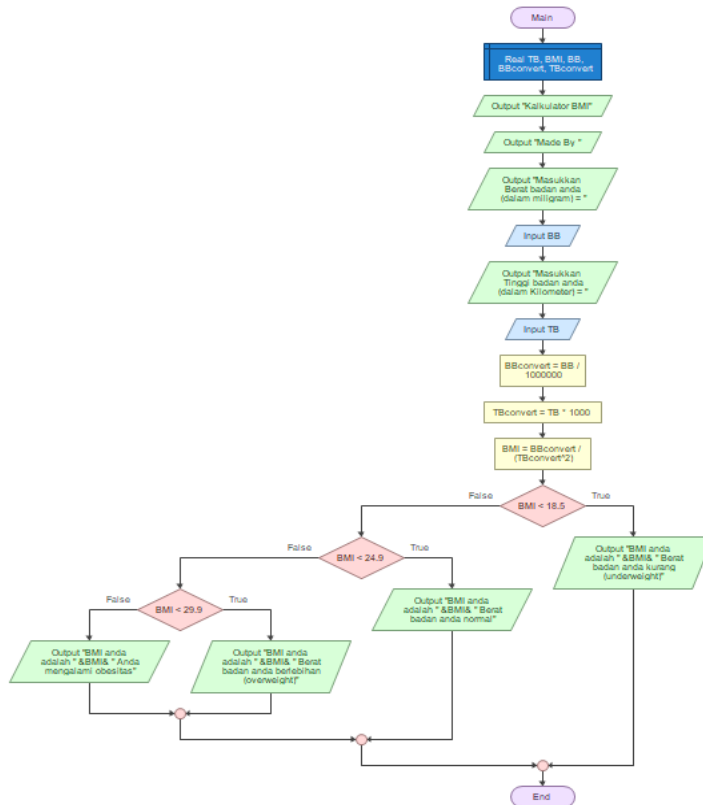 Main
Real TB, BMI, BB,
BBconvert, TBconvert
Output "Kalkulator BMI"
Output "Made By "
Output "Masukkan
Berat badan anda
(dalam miligram) = "
Input BB
Output "Masukkan
Tinggi badan anda
(dalam Kilometer) = "
Input TB
BBconvert = BB /
1000000
TBconvert = TB * 1000
BMI = BBconvert /
(TBconvert^2)
False
BMI < 18.5
True
False
BMI < 24.9
True
Output "BMI anda
adalah " &BMI& " Berat
badan anda kurang
(underweight)"
False
BMI < 29.9
True
Output "BMI anda
adalah " &BMI& " Berat
badan anda normal"
Output "BMI anda
adalah " &BMI& " Anda
mengalami obesitas"
Output "BMI anda
adalah " &BMI& " Berat
badan anda berlebihan
(overweight)"
End